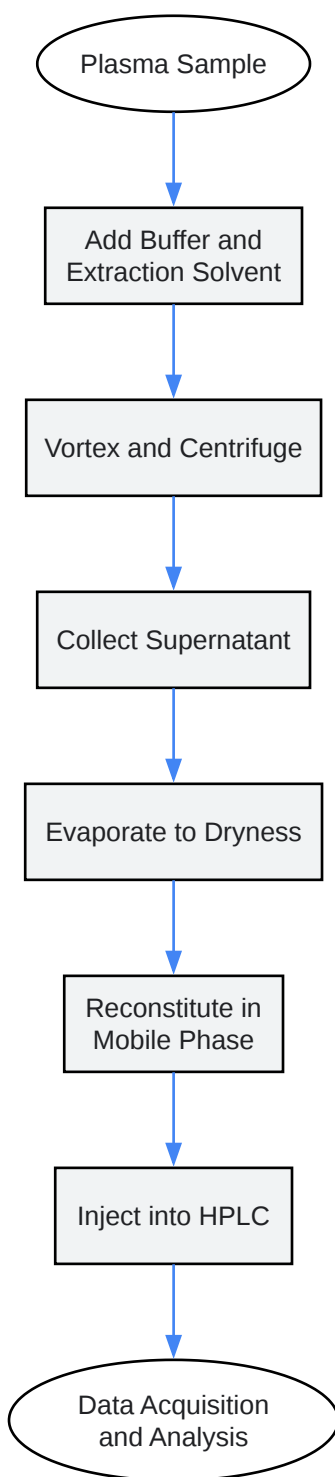 Plasma Sample
Add Buffer and
Extraction Solvent
Vortex and Centrifuge
Collect Supernatant
Evaporate to Dryness
Reconstitute in
Mobile Phase
Inject into HPLC
Data Acquisition
and Analysis